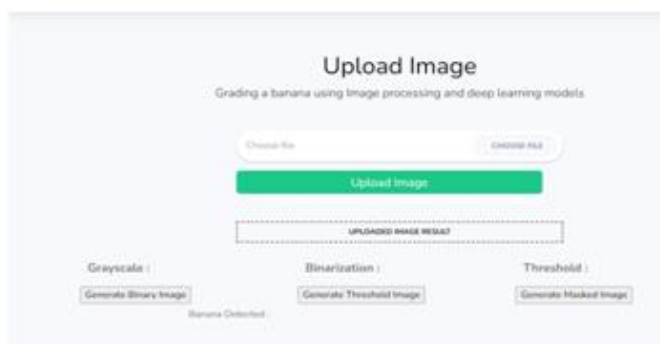 Upload Image
Grading a banana using Image processing and deep learning models
Choose file CHOOSE FILE
Upload Image
UPLOADED IMAGE RESULT
Grayscale : Binarization : Threshold :
Generate Binary Image Generate Threshold Image Generate Masked Image
Banana Detected :